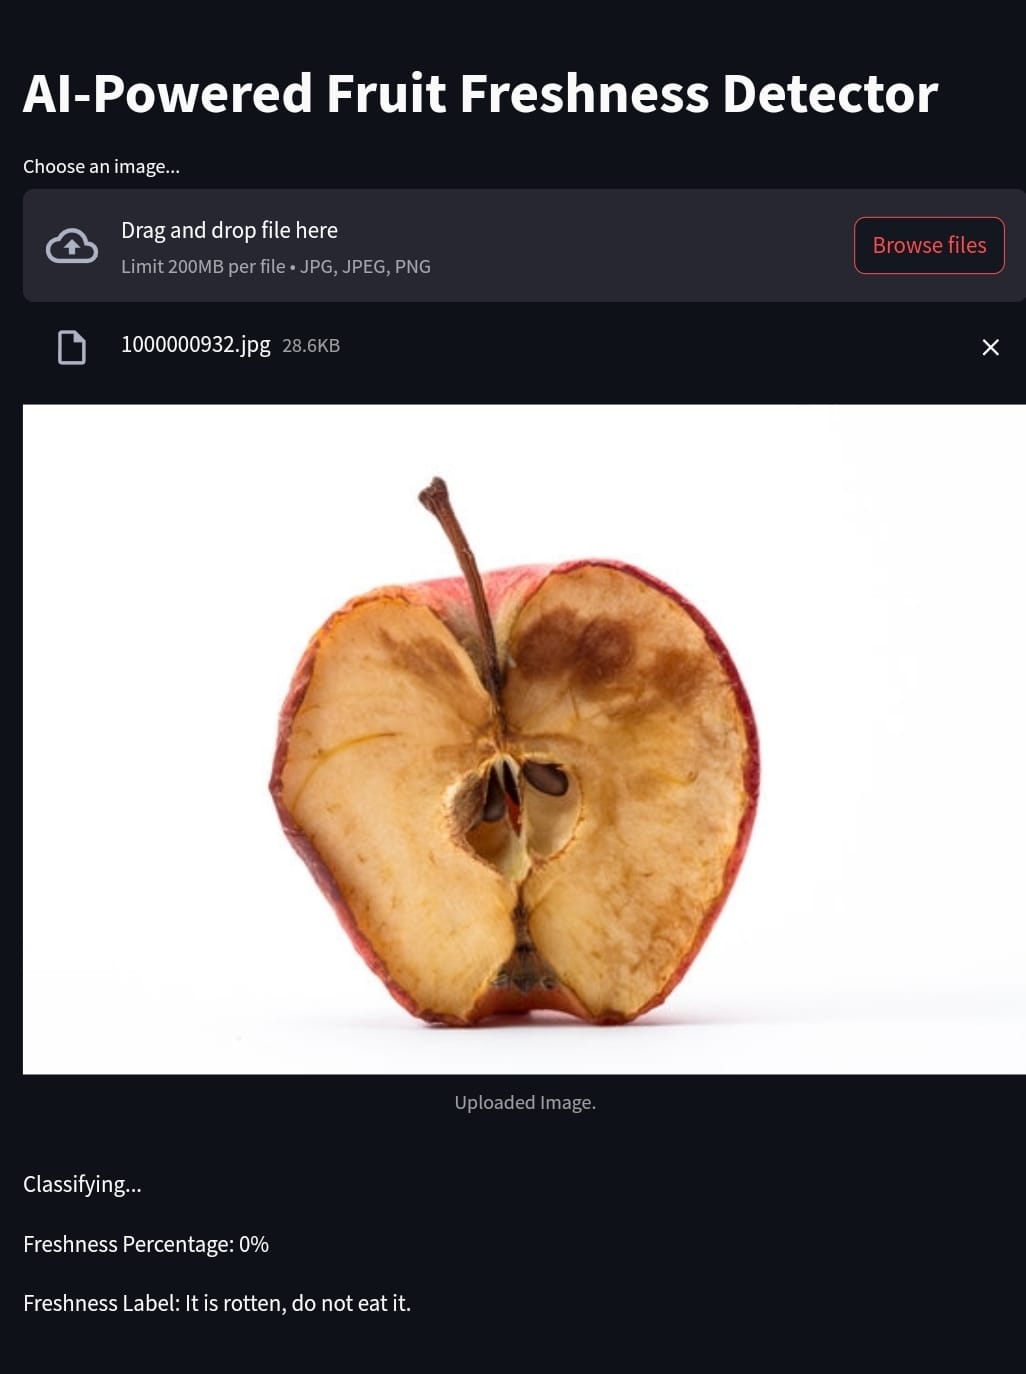 AI-Powered Fruit Freshness Detector
Choose an image...
Drag and drop file here
Limit 200MB per file • JPG, JPEG, PNG
Browse files
1000000932.jpg 28.6KB
Uploaded Image.
Classifying...
Freshness Percentage: 0%
Freshness Label: It is rotten, do not eat it.